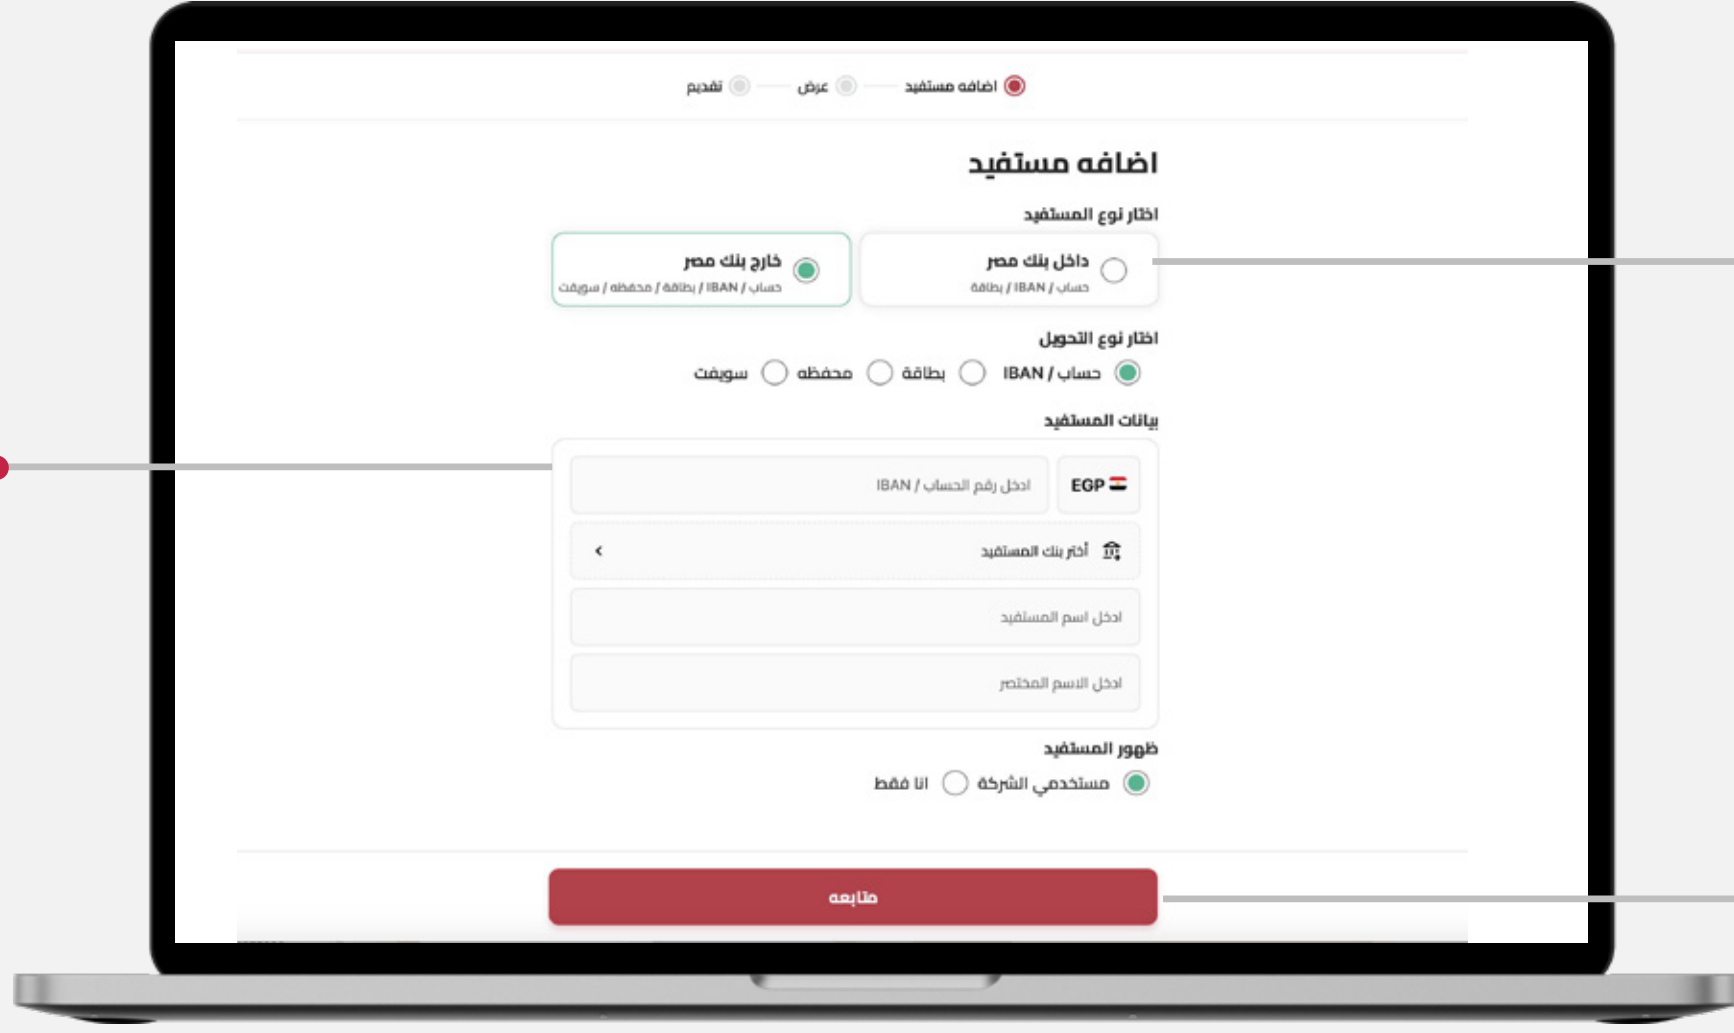 اضافه مستفيد عرض تقديم
اضافه مستفيد
اختار نوع المستفيد
داخل بنك مصر
حساب / IBAN / بطاقة
خارج بنك مصر
حساب / IBAN / بطاقة / محفظه / سويفت
اختار نوع التحويل
حساب / IBAN بطاقة محفظه سويفت
بيانات المستفيد
EGP ادخل رقم الحساب / IBAN
أختر بنك المستفيد
ادخل اسم المستفيد
ادخل الاسم المختصر
ظهور المستفيد
مستخدمي الشركة انا فقط
متابعه